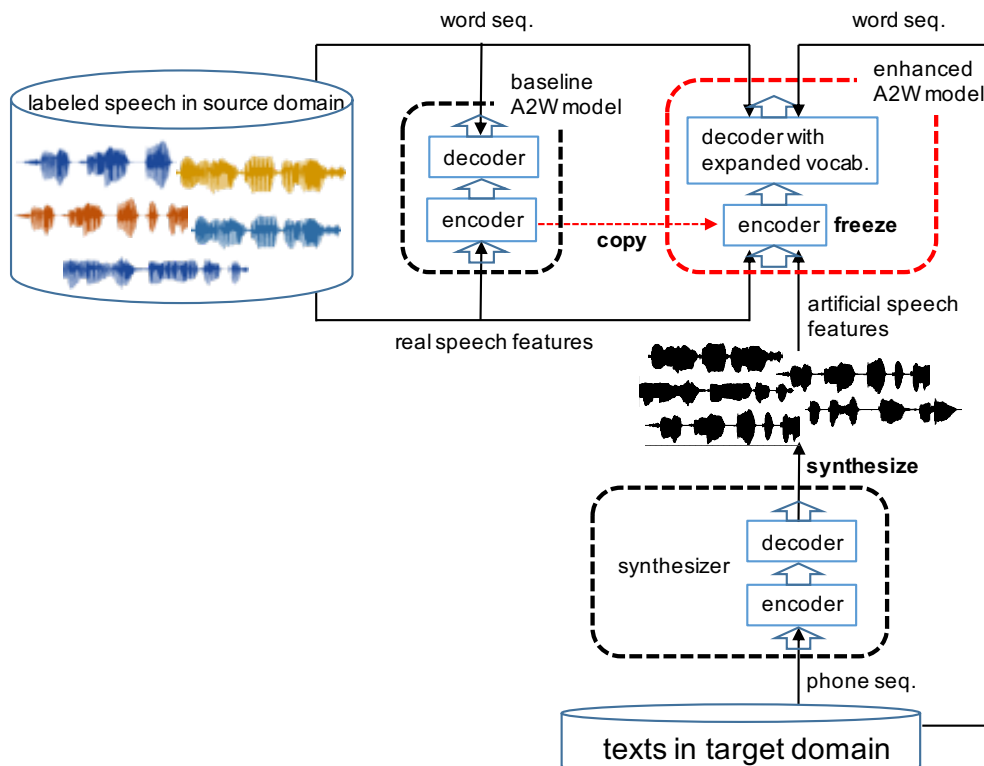 word seq.
word seq.
labeled speech in source domain
baseline
A2W model
enhanced
A2W model
decoder
decoder with
expanded vocab.
encoder
copy
encoder
freeze
real speech features
artificial speech
features
synthesize
synthesizer
decoder
encoder
phone seq.
texts in target domain